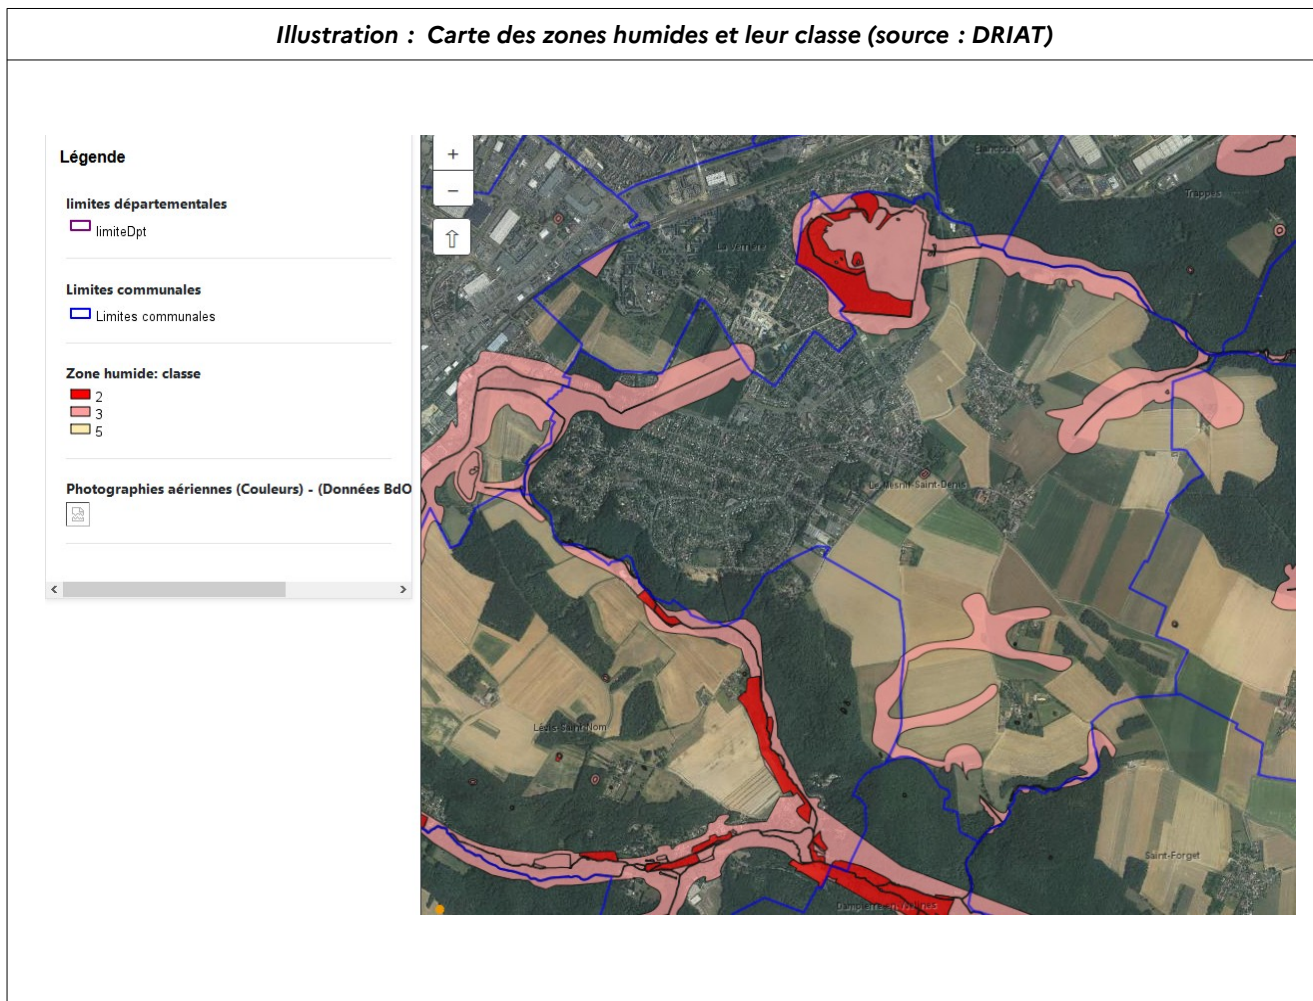 Illustration : Carte des zones humides et leur classe (source : DRIAT)
Légende
limites départementales
limiteDpt
Limites communales
Limites communales
Zone humide: classe
2
3
5
Photographies aériennes (Couleurs) - (Données BdO
+
−
Elancourt
Trappes
La Verrière
Le Mesnil-Saint-Denis
Lévis-Saint-Nom
Saint-Forget
Dampierre-en-Yvelines